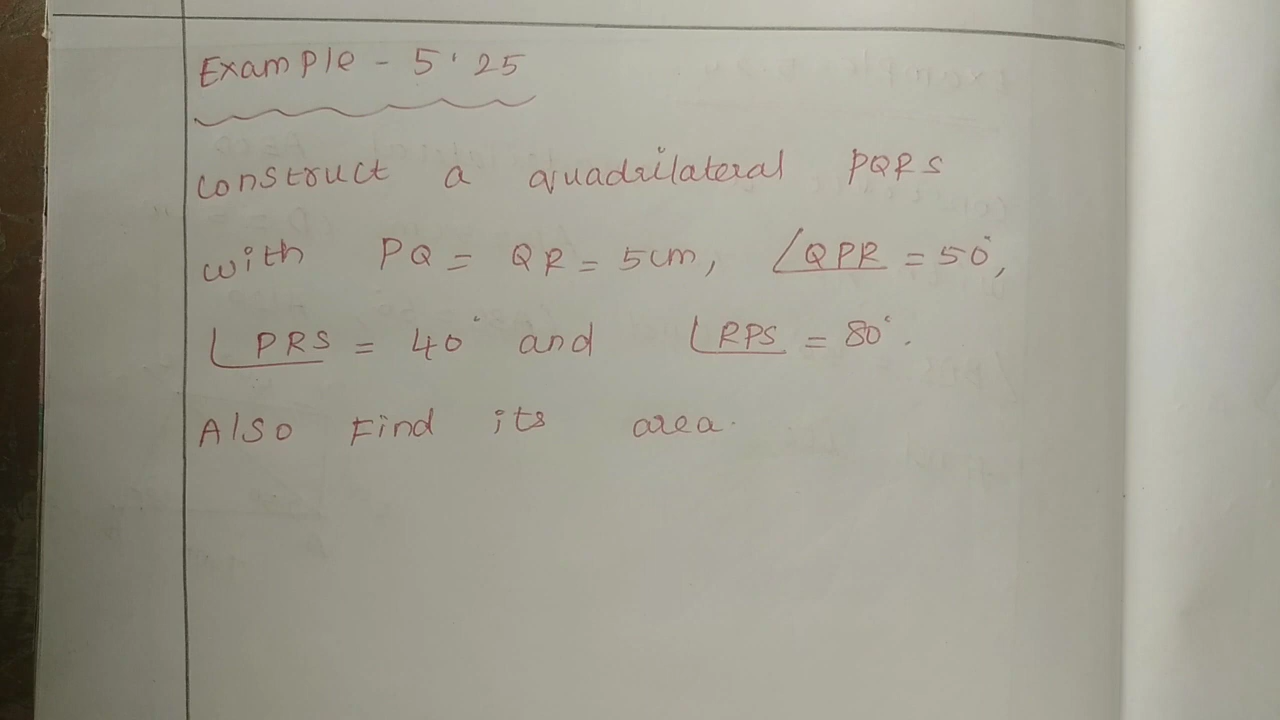 Example - 5.25
construct a quadrilateral PQRS
with PQ = QR = 5cm, ∠QPR = 50°,
∠PRS = 40° and ∠RPS = 80°.
Also Find its area.